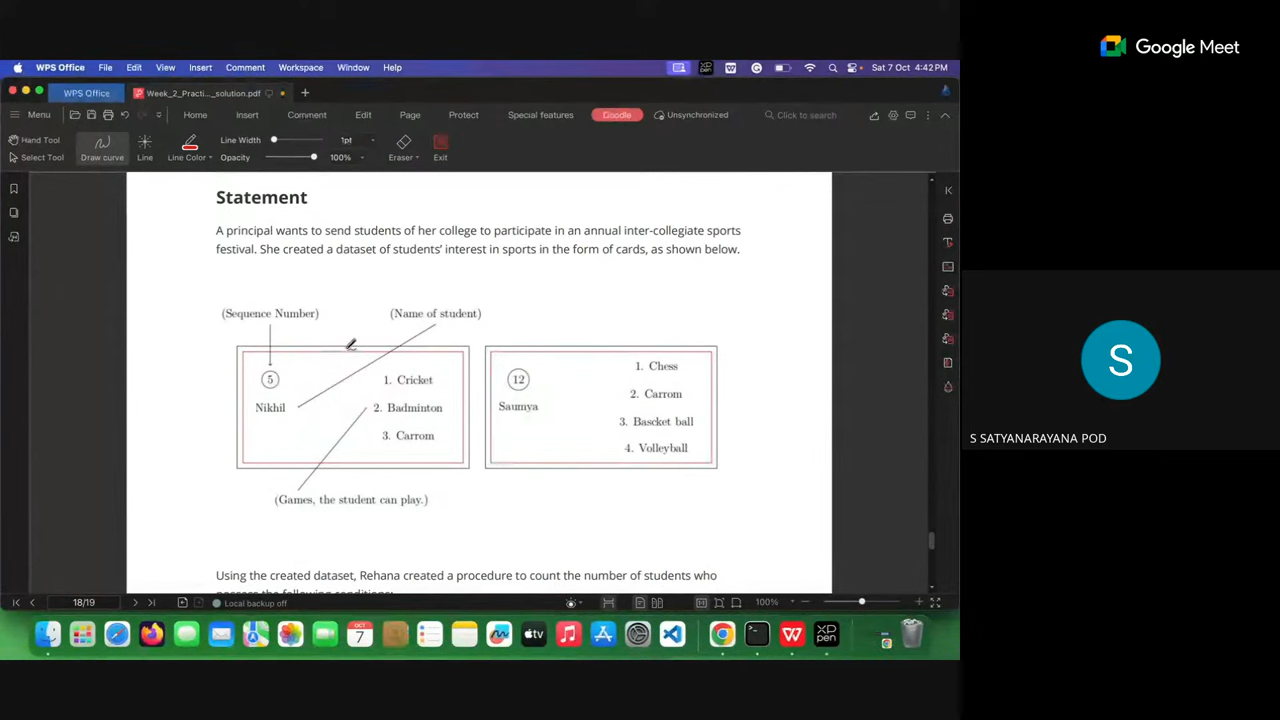 Google Meet
WPS Office File Edit View Insert Comment Workspace Window Help
Sat 7 Oct 4:42 PM
WPS Office
Week_2_Practi..._solution.pdf
Menu
Home Insert Comment Edit Page Protect Special features Doodle Unsynchronized
Click to search
Hand Tool
Select Tool
Draw curve
Line
Line Color
Line Width 1pt
Opacity 100%
Eraser
Exit
Statement
A principal wants to send students of her college to participate in an annual inter-collegiate sports
festival. She created a dataset of students' interest in sports in the form of cards, as shown below.
(Sequence Number)
(Name of student)
5
Nikhil
1. Cricket
2. Badminton
3. Carrom
12
Saumya
1. Chess
2. Carrom
3. Bascket ball
4. Volleyball
(Games, the student can play.)
Using the created dataset, Rehana created a procedure to count the number of students who
18/19
Local backup off
100%
OCT
7
tv
XP
PEN
S
S SATYANARAYANA POD